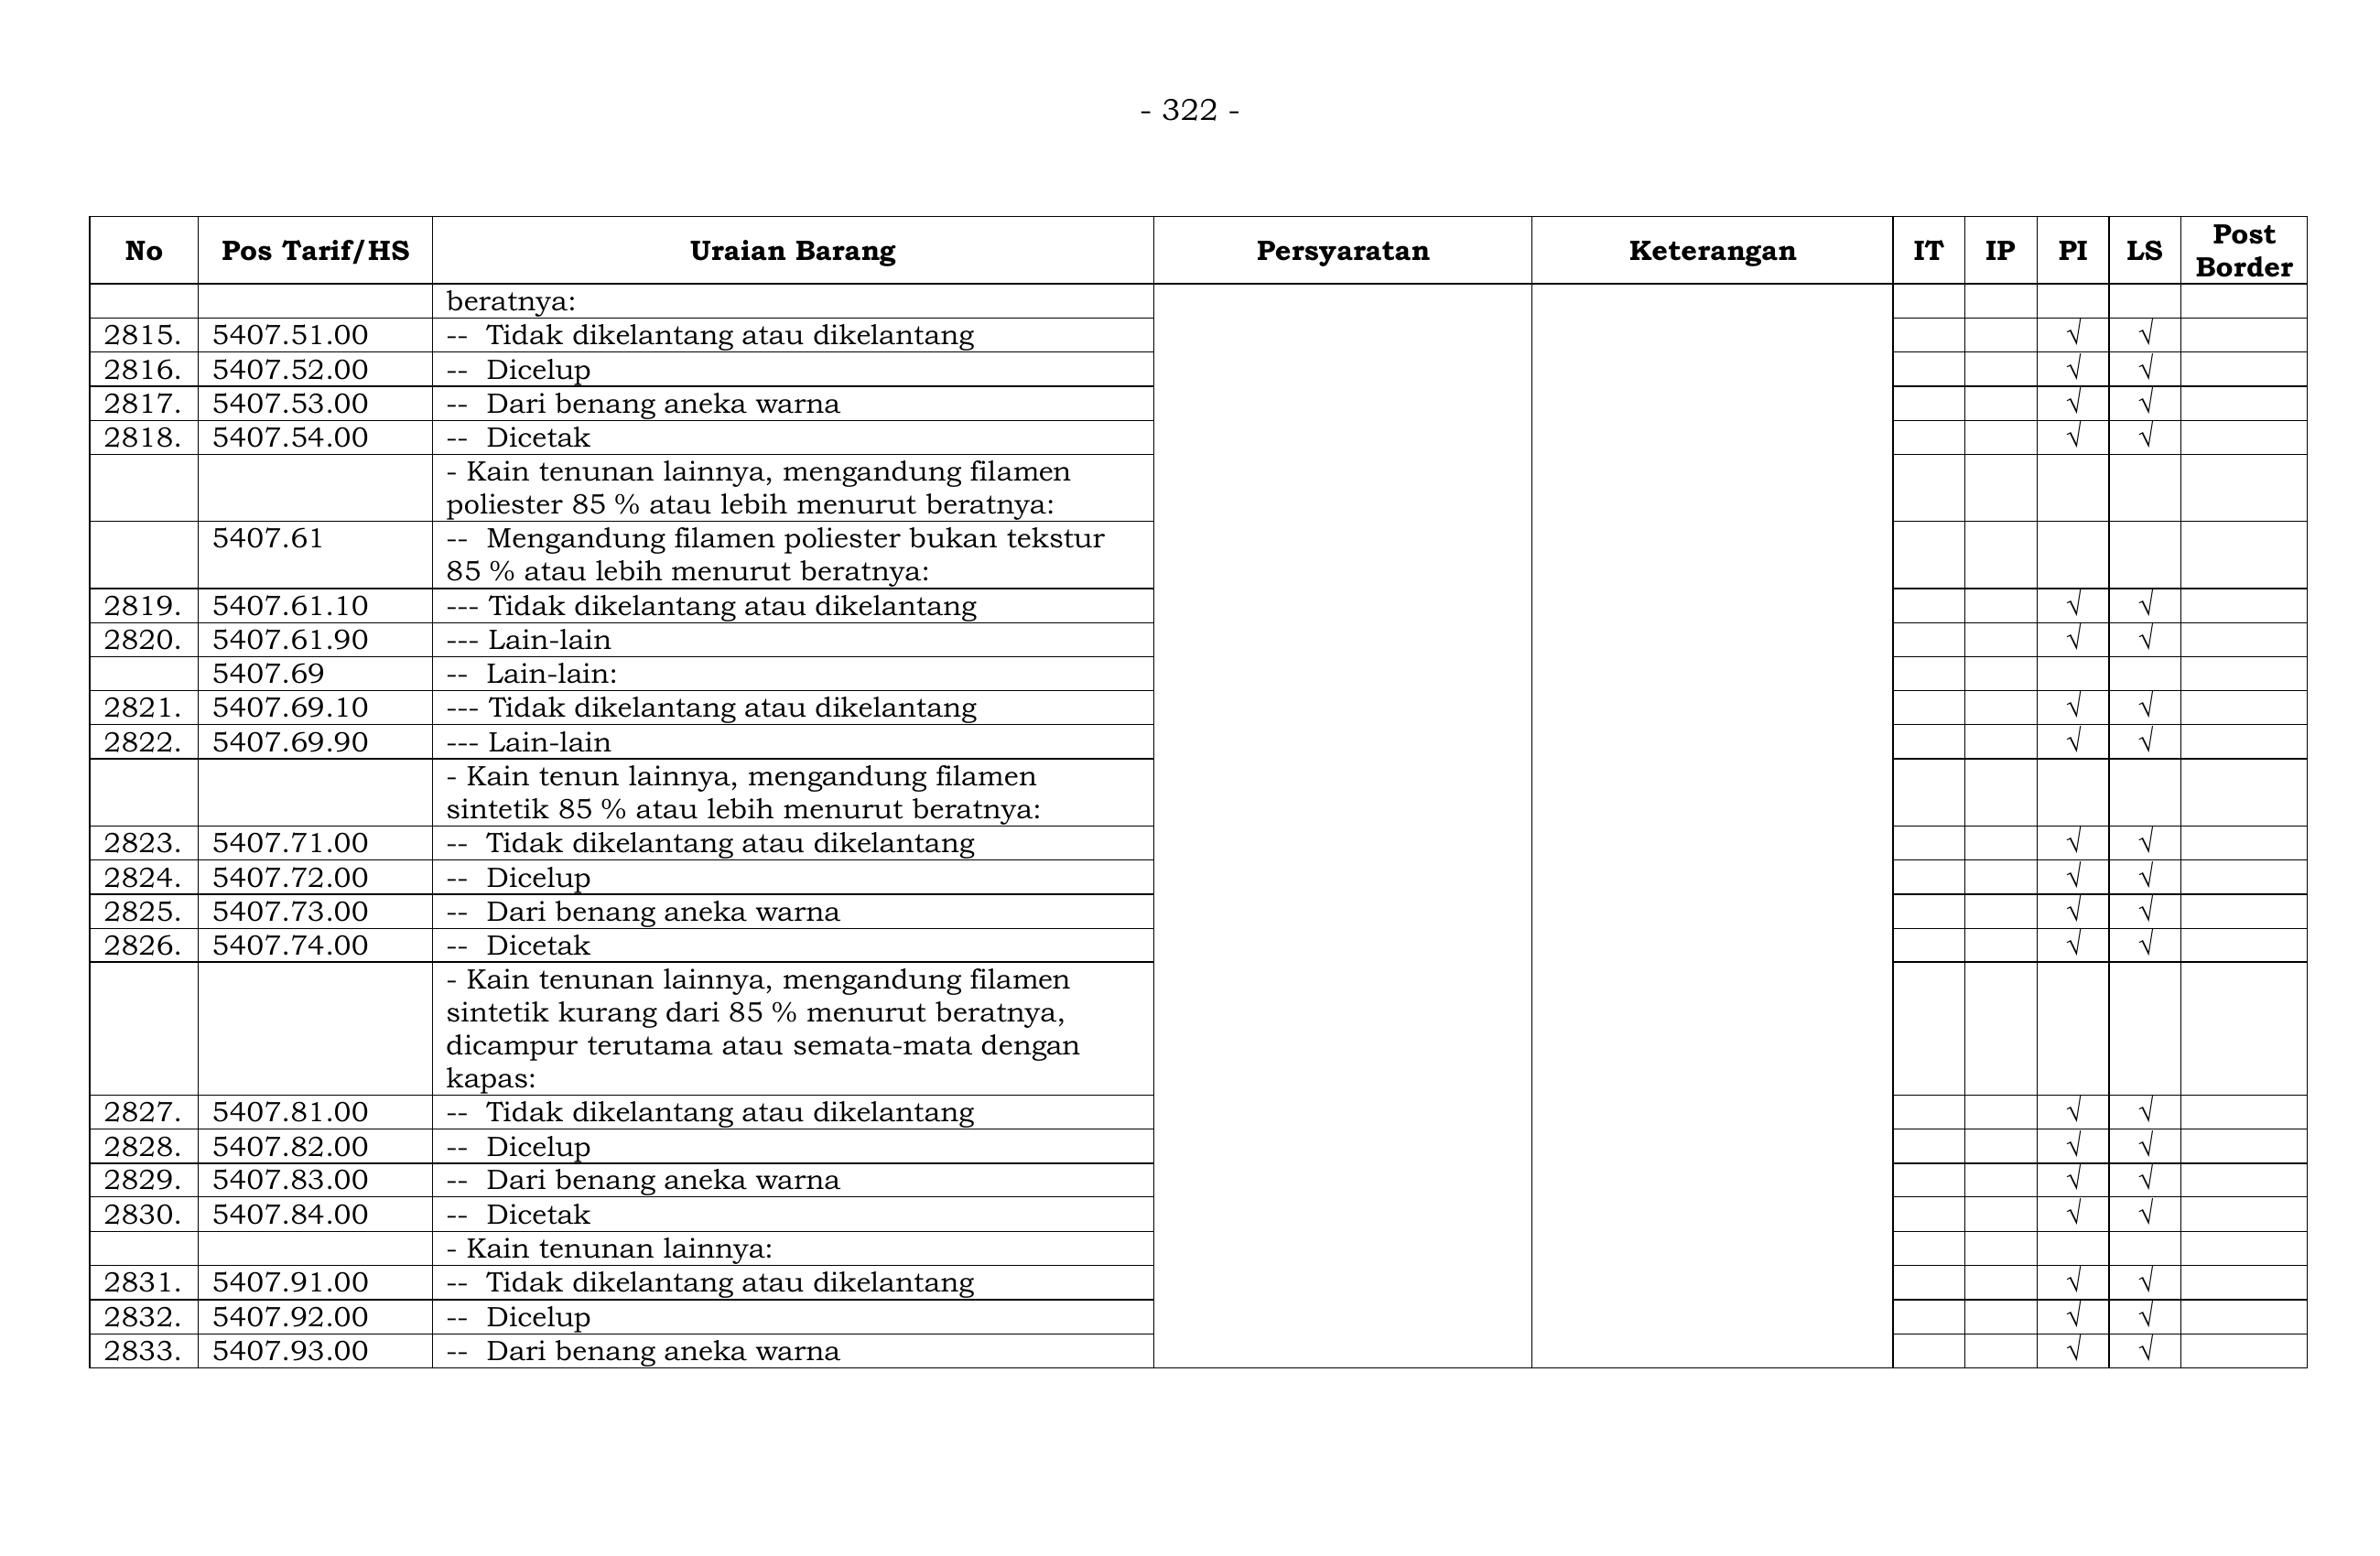 - 322 -
No Pos Tarif/HS Uraian Barang Persyaratan Keterangan IT IP PI LS Post Border
beratnya:
2815. 5407.51.00 -- Tidak dikelantang atau dikelantang √ √
2816. 5407.52.00 -- Dicelup √ √
2817. 5407.53.00 -- Dari benang aneka warna √ √
2818. 5407.54.00 -- Dicetak √ √
- Kain tenunan lainnya, mengandung filamen
poliester 85 % atau lebih menurut beratnya:
5407.61 -- Mengandung filamen poliester bukan tekstur
85 % atau lebih menurut beratnya:
2819. 5407.61.10 --- Tidak dikelantang atau dikelantang √ √
2820. 5407.61.90 --- Lain-lain √ √
5407.69 -- Lain-lain:
2821. 5407.69.10 --- Tidak dikelantang atau dikelantang √ √
2822. 5407.69.90 --- Lain-lain √ √
- Kain tenun lainnya, mengandung filamen
sintetik 85 % atau lebih menurut beratnya:
2823. 5407.71.00 -- Tidak dikelantang atau dikelantang √ √
2824. 5407.72.00 -- Dicelup √ √
2825. 5407.73.00 -- Dari benang aneka warna √ √
2826. 5407.74.00 -- Dicetak √ √
- Kain tenunan lainnya, mengandung filamen
sintetik kurang dari 85 % menurut beratnya,
dicampur terutama atau semata-mata dengan
kapas:
2827. 5407.81.00 -- Tidak dikelantang atau dikelantang √ √
2828. 5407.82.00 -- Dicelup √ √
2829. 5407.83.00 -- Dari benang aneka warna √ √
2830. 5407.84.00 -- Dicetak √ √
- Kain tenunan lainnya:
2831. 5407.91.00 -- Tidak dikelantang atau dikelantang √ √
2832. 5407.92.00 -- Dicelup √ √
2833. 5407.93.00 -- Dari benang aneka warna √ √